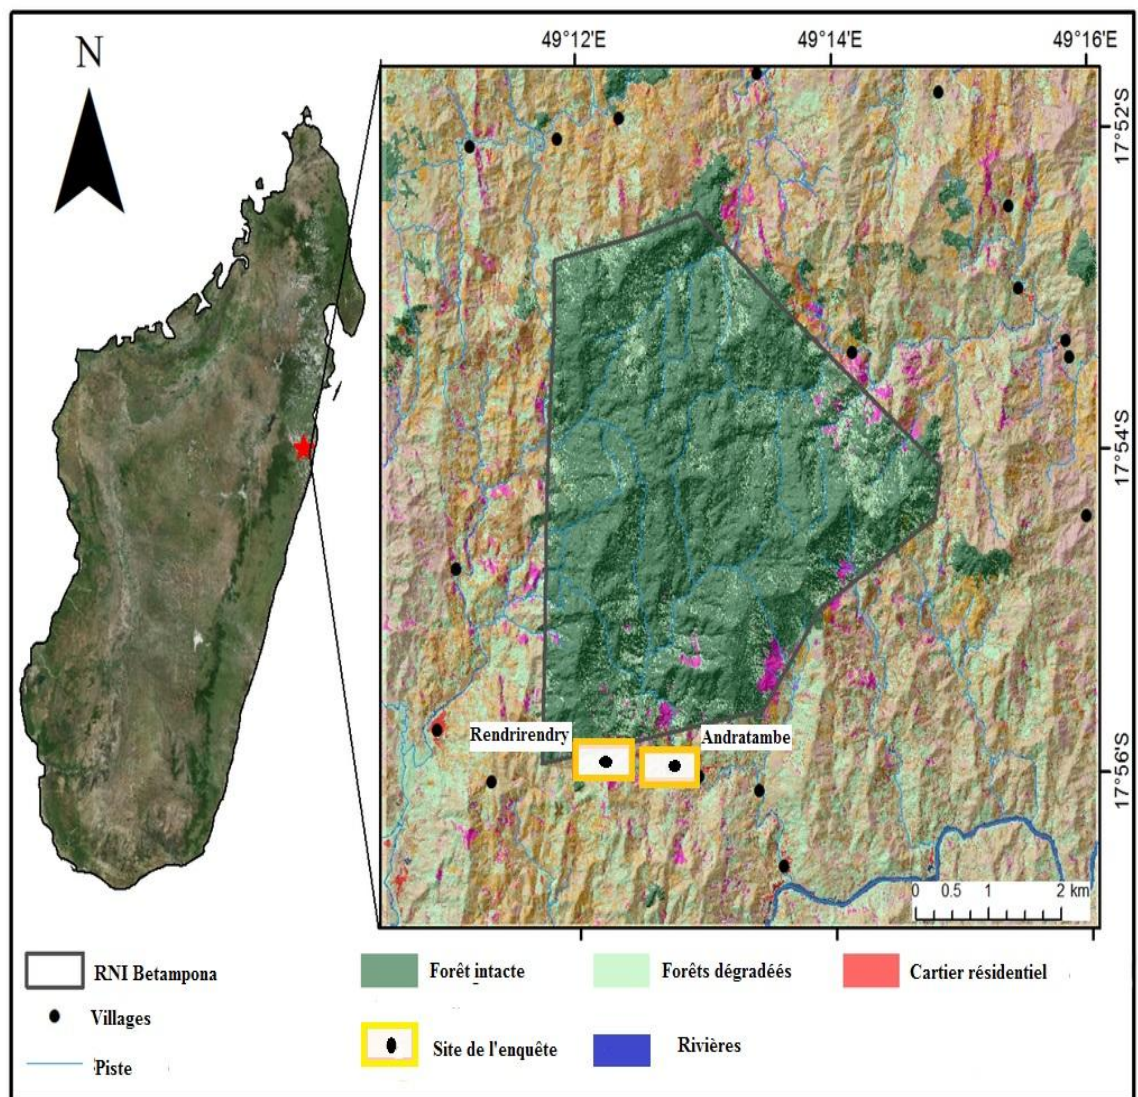 N
49°12'E
49°14'E
49°16'E
17°52'S
17°54'S
17°56'S
Rendrirendry
Andratambe
0 0.5 1 2 km
RNI Betampona
Forêt intacte
Forêts dégradéés
Cartier résidentiel
Villages
Site de l'enquête
Rivières
Piste